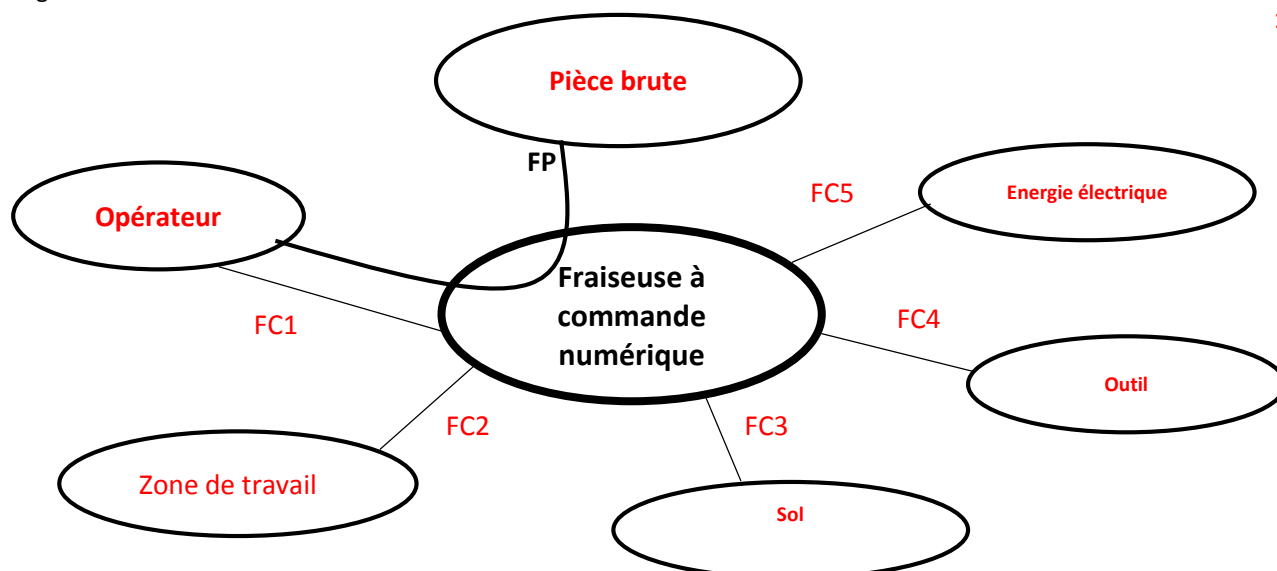 Pièce brute
FP
Opérateur
FC5
Energie électrique
Fraiseuse à
commande
numérique
FC1
FC4
Outil
FC2
FC3
Zone de travail
Sol